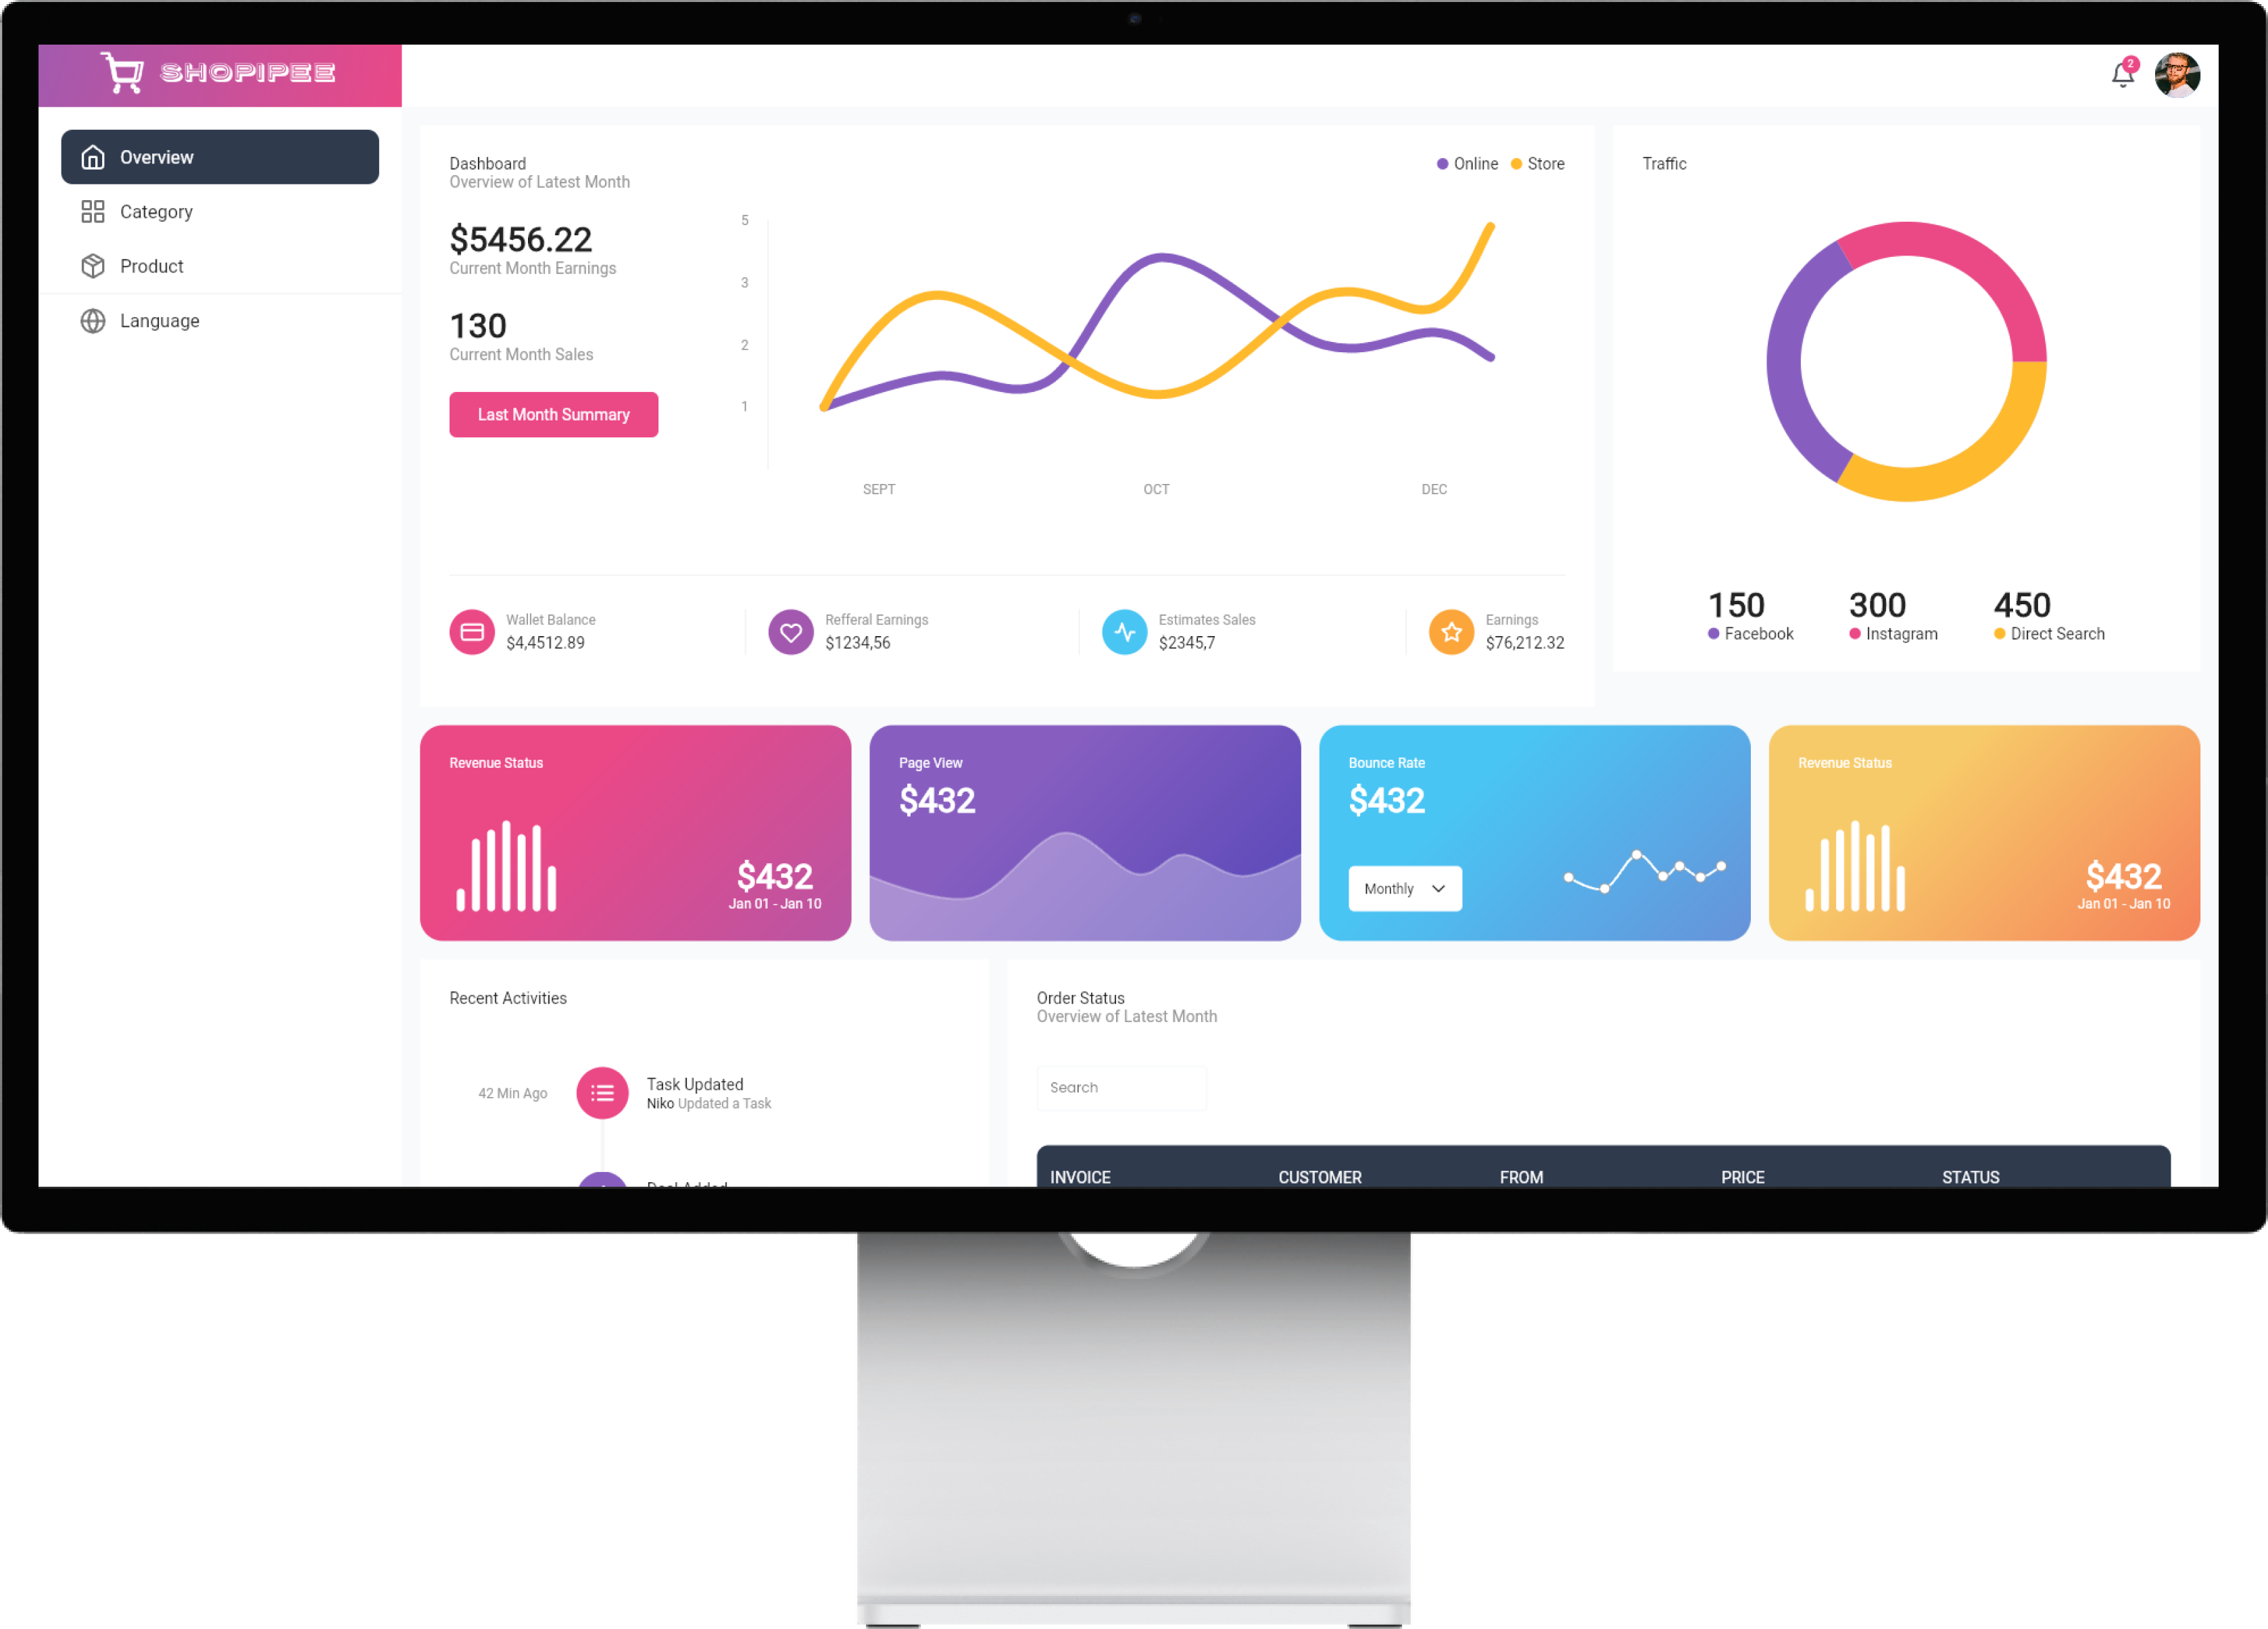 SHOPIPEE
2
Overview
Category
Product
Language
Dashboard
Overview of Latest Month
Online Store
$5456.22
Current Month Earnings
130
Current Month Sales
Last Month Summary
5
3
2
1
SEPT OCT DEC
Wallet Balance
$4,4512.89
Refferal Earnings
$1234,56
Estimates Sales
$2345,7
Earnings
$76,212.32
Traffic
150
Facebook
300
Instagram
450
Direct Search
Revenue Status
$432
Jan 01 - Jan 10
Page View
$432
Bounce Rate
$432
Monthly
Revenue Status
$432
Jan 01 - Jan 10
Recent Activities
42 Min Ago
Task Updated
Niko Updated a Task
Order Status
Overview of Latest Month
Search
INVOICE CUSTOMER FROM PRICE STATUS